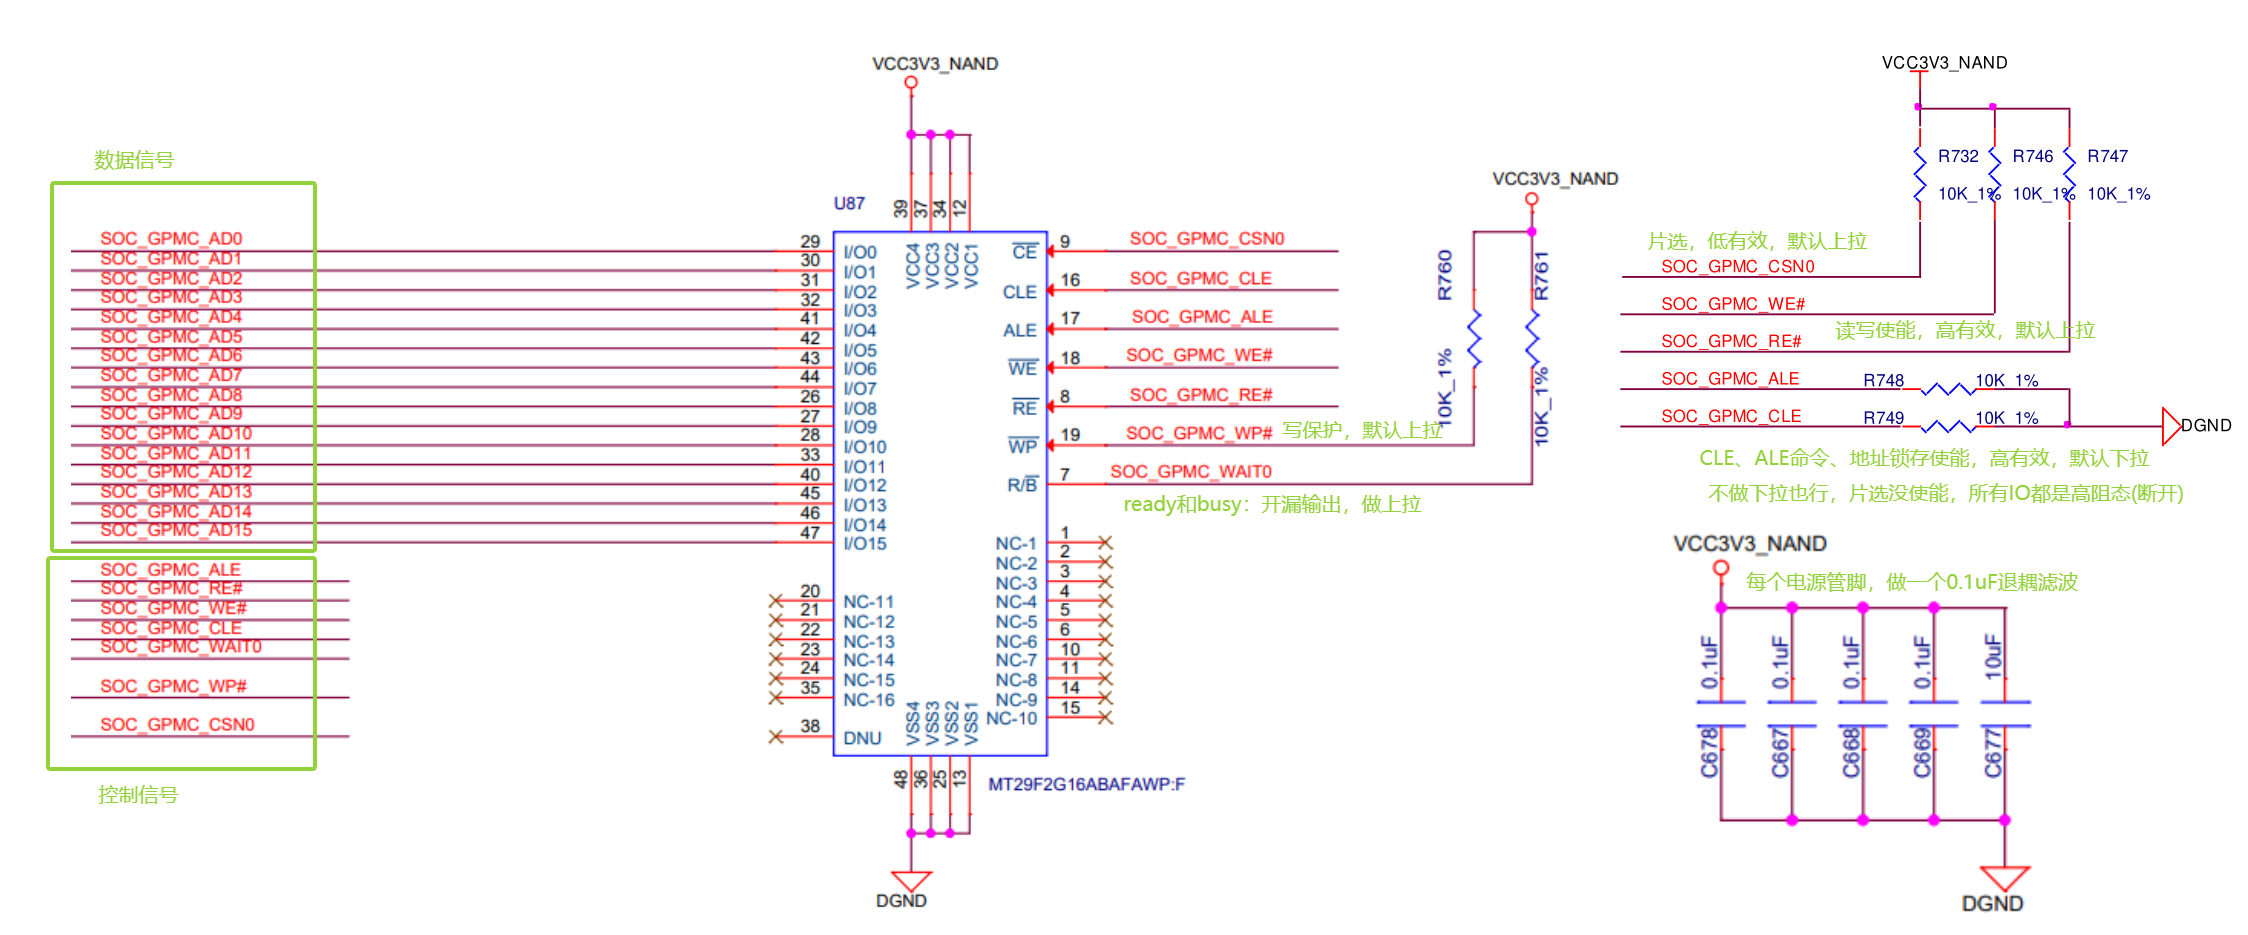 VCC3V3_NAND
数据信号
SOC_GPMC_AD0
SOC_GPMC_AD1
SOC_GPMC_AD2
SOC_GPMC_AD3
SOC_GPMC_AD4
SOC_GPMC_AD5
SOC_GPMC_AD6
SOC_GPMC_AD7
SOC_GPMC_AD8
SOC_GPMC_AD9
SOC_GPMC_AD10
SOC_GPMC_AD11
SOC_GPMC_AD12
SOC_GPMC_AD13
SOC_GPMC_AD14
SOC_GPMC_AD15
SOC_GPMC_ALE
SOC_GPMC_RE#
SOC_GPMC_WE#
SOC_GPMC_CLE
SOC_GPMC_WAIT0
SOC_GPMC_WP#
SOC_GPMC_CSN0
控制信号
U87
39 37 34 12
VCC4 VCC3 VCC2 VCC1
29 I/O0
30 I/O1
31 I/O2
32 I/O3
41 I/O4
42 I/O5
43 I/O6
44 I/O7
26 I/O8
27 I/O9
28 I/O10
33 I/O11
40 I/O12
45 I/O13
46 I/O14
47 I/O15
20 NC-11
21 NC-12
22 NC-13
23 NC-14
24 NC-15
35 NC-16
38 DNU
CE 9 SOC_GPMC_CSN0
CLE 16 SOC_GPMC_CLE
ALE 17 SOC_GPMC_ALE
WE 18 SOC_GPMC_WE#
RE 8 SOC_GPMC_RE#
WP 19 SOC_GPMC_WP# 写保护，默认上拉
R/B 7 SOC_GPMC_WAIT0
ready和busy：开漏输出，做上拉
NC-1 1
NC-2 2
NC-3 3
NC-4 4
NC-5 5
NC-6 6
NC-7 10
NC-8 11
NC-9 14
NC-10 15
VSS4 VSS3 VSS2 VSS1
48 36 25 13
MT29F2G16ABAFAWP:F
DGND
VCC3V3_NAND
R760 R761
10K_1% 10K_1%
VCC3V3_NAND
R732 R746 R747
10K_1% 10K_1% 10K_1%
片选，低有效，默认上拉
SOC_GPMC_CSN0
SOC_GPMC_WE#
读写使能，高有效，默认上拉
SOC_GPMC_RE#
SOC_GPMC_ALE R748 10K_1%
SOC_GPMC_CLE R749 10K_1%
DGND
CLE、ALE命令、地址锁存使能，高有效，默认下拉
不做下拉也行，片选没使能，所有IO都是高阻态(断开)
VCC3V3_NAND
每个电源管脚，做一个0.1uF退耦滤波
0.1uF 0.1uF 0.1uF 0.1uF 10uF
C678 C667 C668 C669 C677
DGND